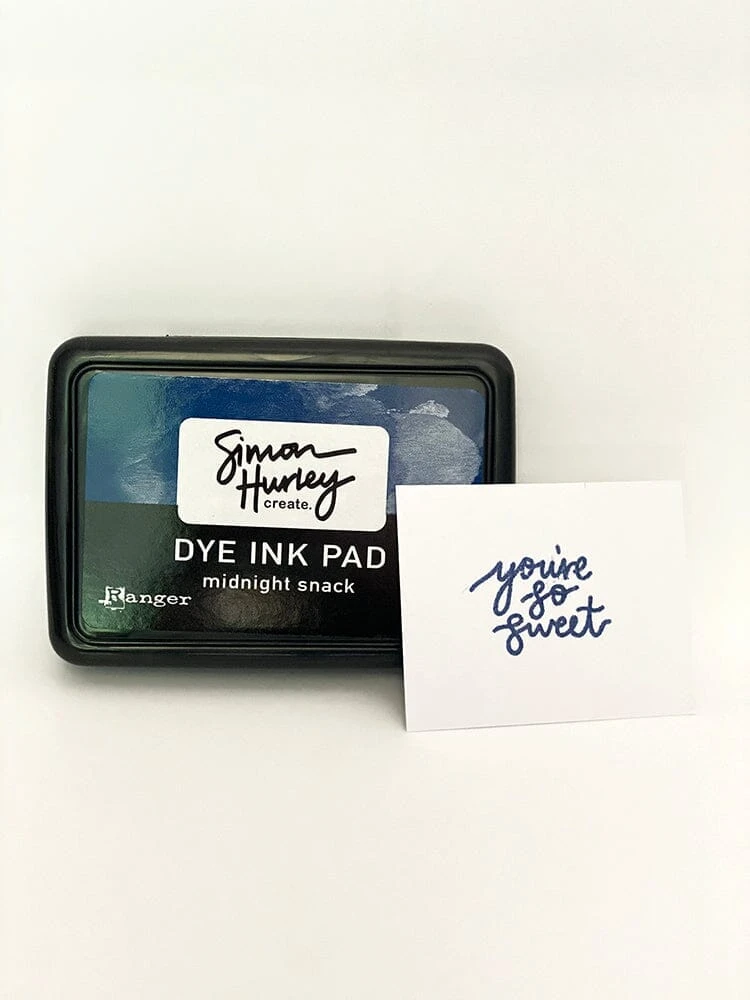 Simon
Hurley
create.
DYE INK PAD
midnight snack
Ranger
you're
so
sweet